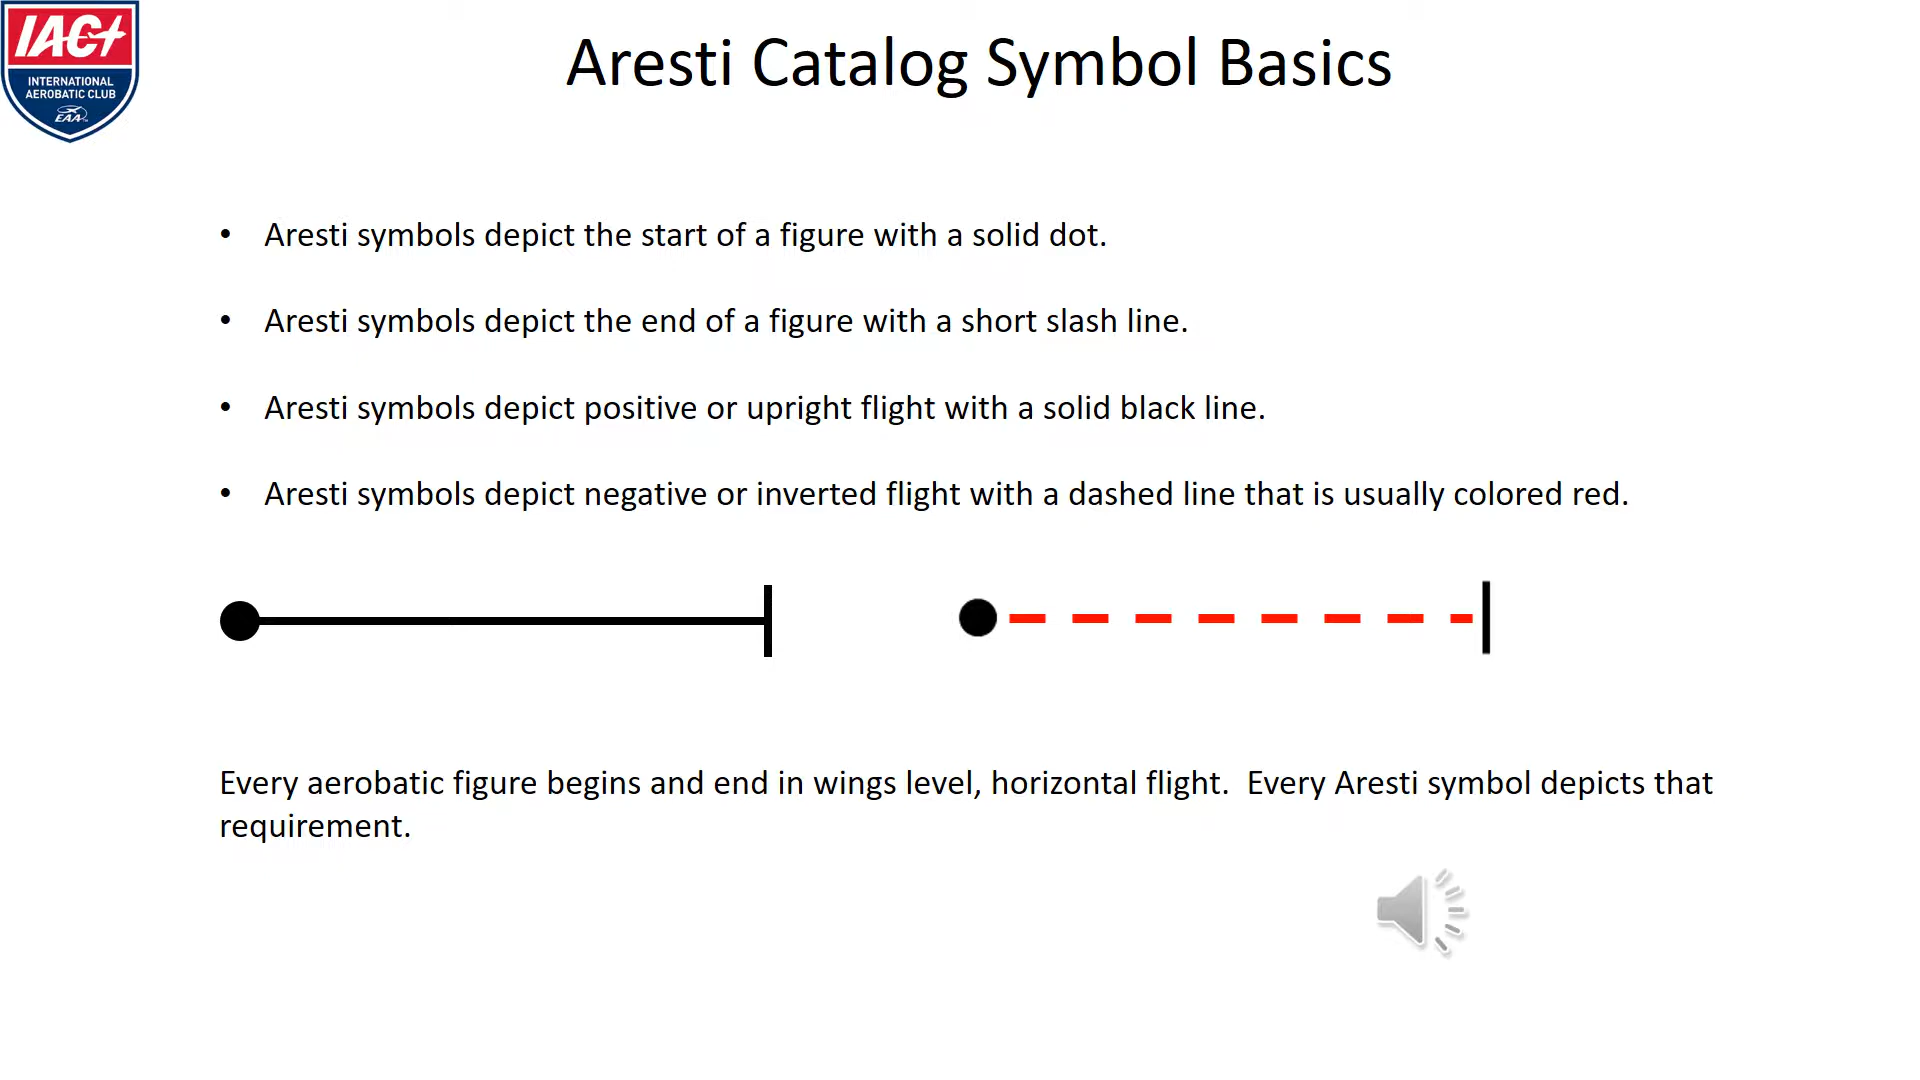 IAC
INTERNATIONAL
AEROBATIC CLUB
EAA
Aresti Catalog Symbol Basics
• Aresti symbols depict the start of a figure with a solid dot.
• Aresti symbols depict the end of a figure with a short slash line.
• Aresti symbols depict positive or upright flight with a solid black line.
• Aresti symbols depict negative or inverted flight with a dashed line that is usually colored red.
Every aerobatic figure begins and end in wings level, horizontal flight.  Every Aresti symbol depicts that
requirement.